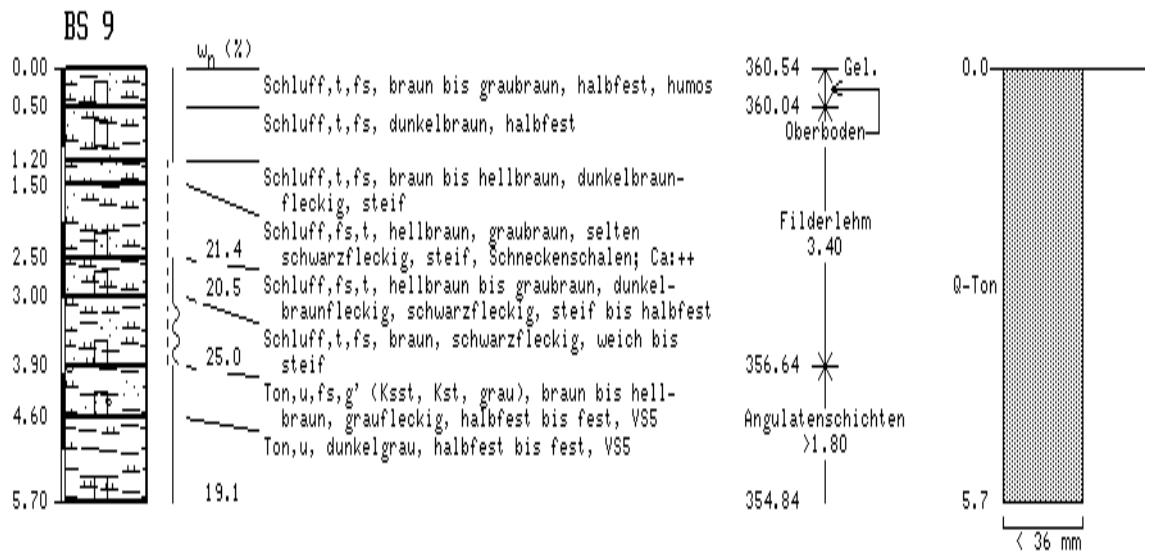 BS 9
wn (%)
0.00
0.50
1.20
1.50
2.50
3.00
3.90
4.60
5.70
21.4
20.5
25.0
19.1
Schluff,t,fs, braun bis graubraun, halbfest, humos
Schluff,t,fs, dunkelbraun, halbfest
Schluff,t,fs, braun bis hellbraun, dunkelbraun-
fleckig, steif
Schluff,fs,t, hellbraun, graubraun, selten
schwarzfleckig, steif, Schneckenschalen; Ca:++
Schluff,fs,t, hellbraun bis graubraun, dunkel-
braunfleckig, schwarzfleckig, steif bis halbfest
Schluff,t,fs, braun, schwarzfleckig, weich bis
steif
Ton,u,fs,g' (Ksst, Kst, grau), braun bis hell-
braun, graufleckig, halbfest bis fest, VS5
Ton,u, dunkelgrau, halbfest bis fest, VS5
360.54
Gel.
360.04
Oberboden
Filderlehm
3.40
356.64
Angulatenschichten
>1.80
354.84
0.0
Q-Ton
5.7
< 36 mm